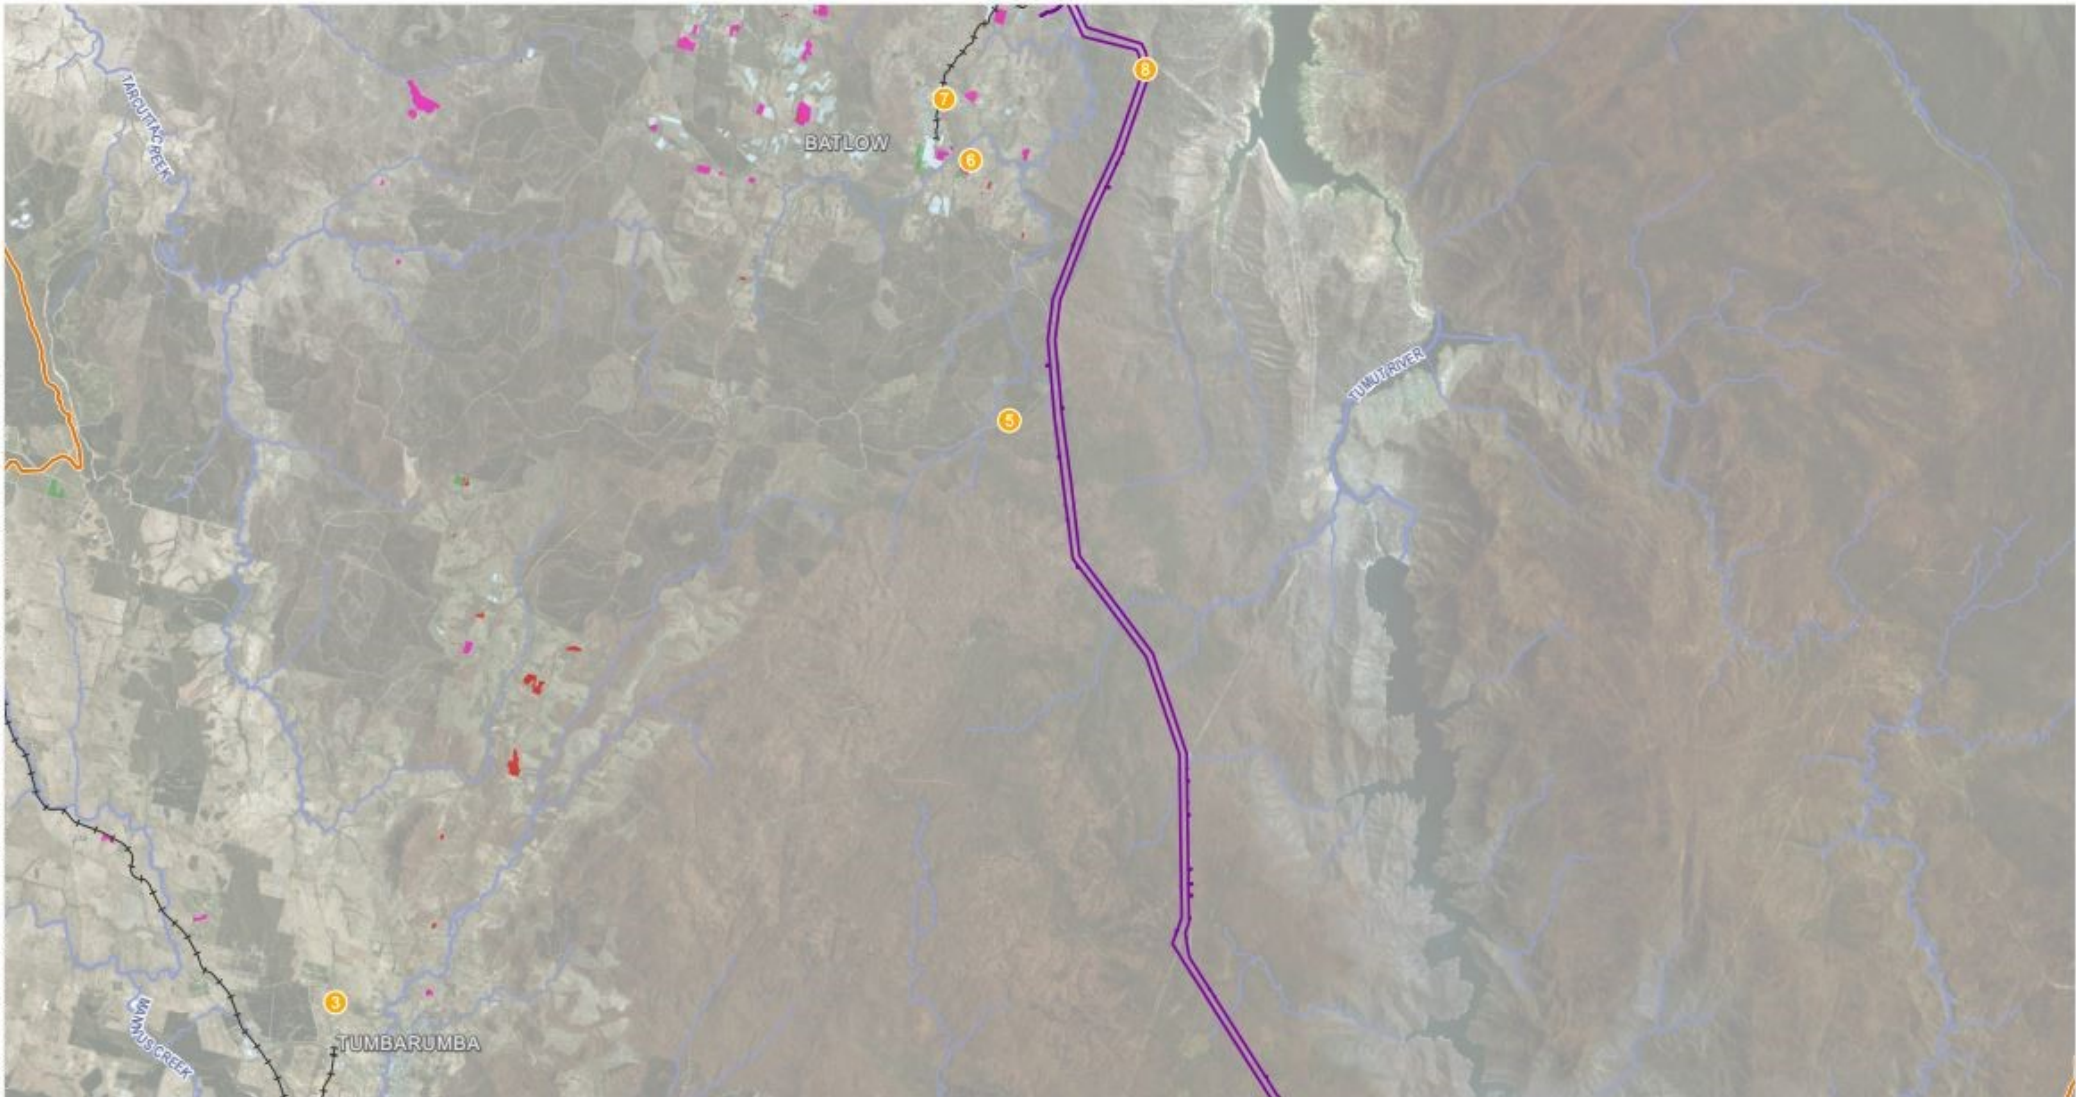 8
7
TARCUTTA CREEK
BATLOW
6
TUMUT RIVER
5
3
TUMBARUMBA
MANNUS CREEK